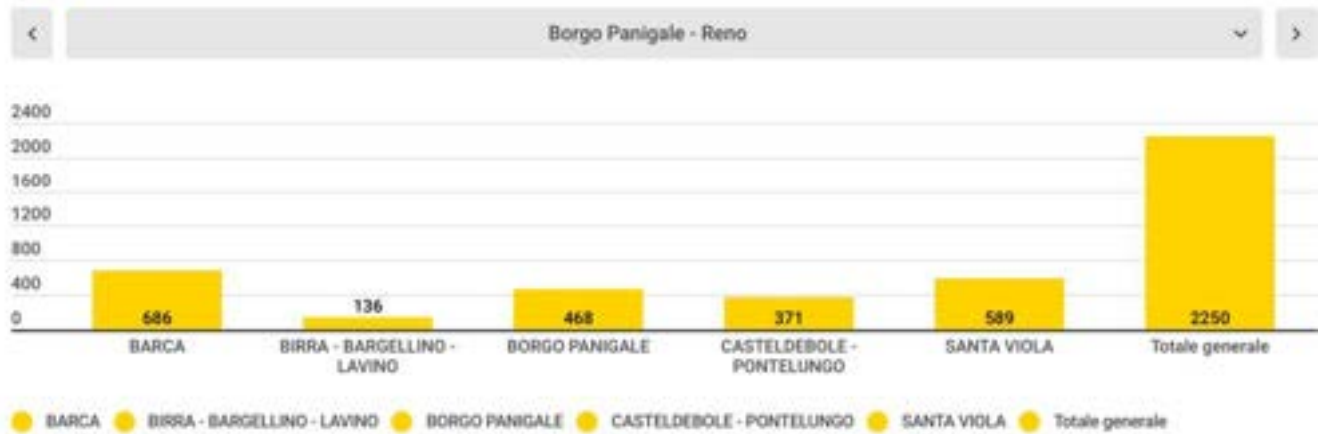 Borgo Panigale - Reno
2400
2000
1600
1200
800
400
0
686
136
468
371
589
2250
BARCA
BIRRA - BARGELLINO -
LAVINO
BORGO PANIGALE
CASTELDEBOLE -
PONTELUNGO
SANTA VIOLA
Totale generale
BARCA BIRRA - BARGELLINO - LAVINO BORGO PANIGALE CASTELDEBOLE - PONTELUNGO SANTA VIOLA Totale generale